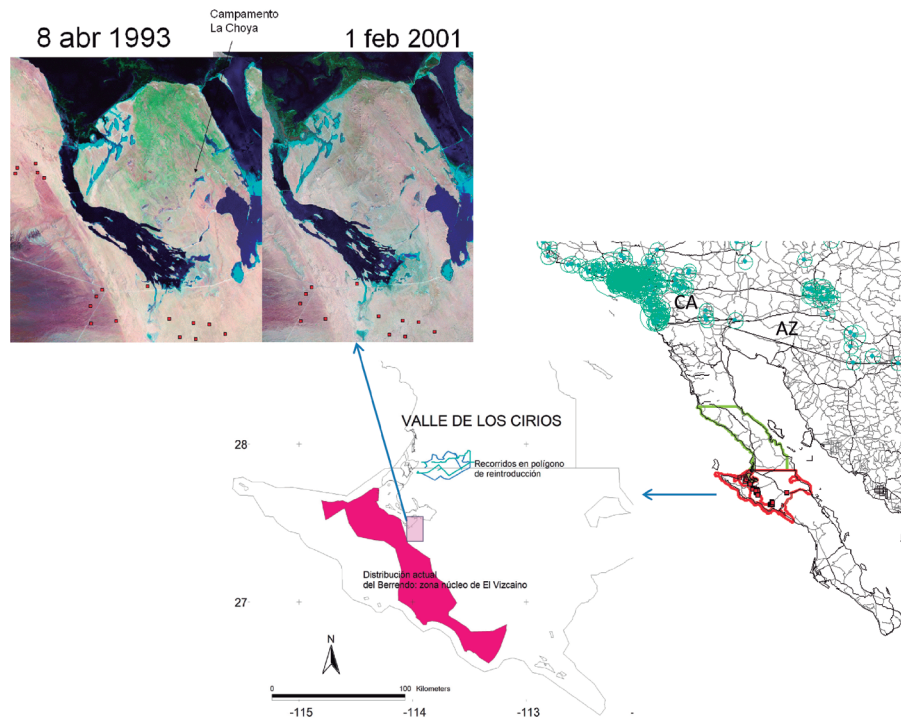 Campamento
La Choya
8 abr 1993
1 feb 2001
CA
AZ
VALLE DE LOS CIRIOS
28
Recorridos en polígono
de reintroducción
Distribución actual
del Berrendo: zona núcleo de El Vizcaino
27
N
0 100 Kilometers
-115 -114 -113